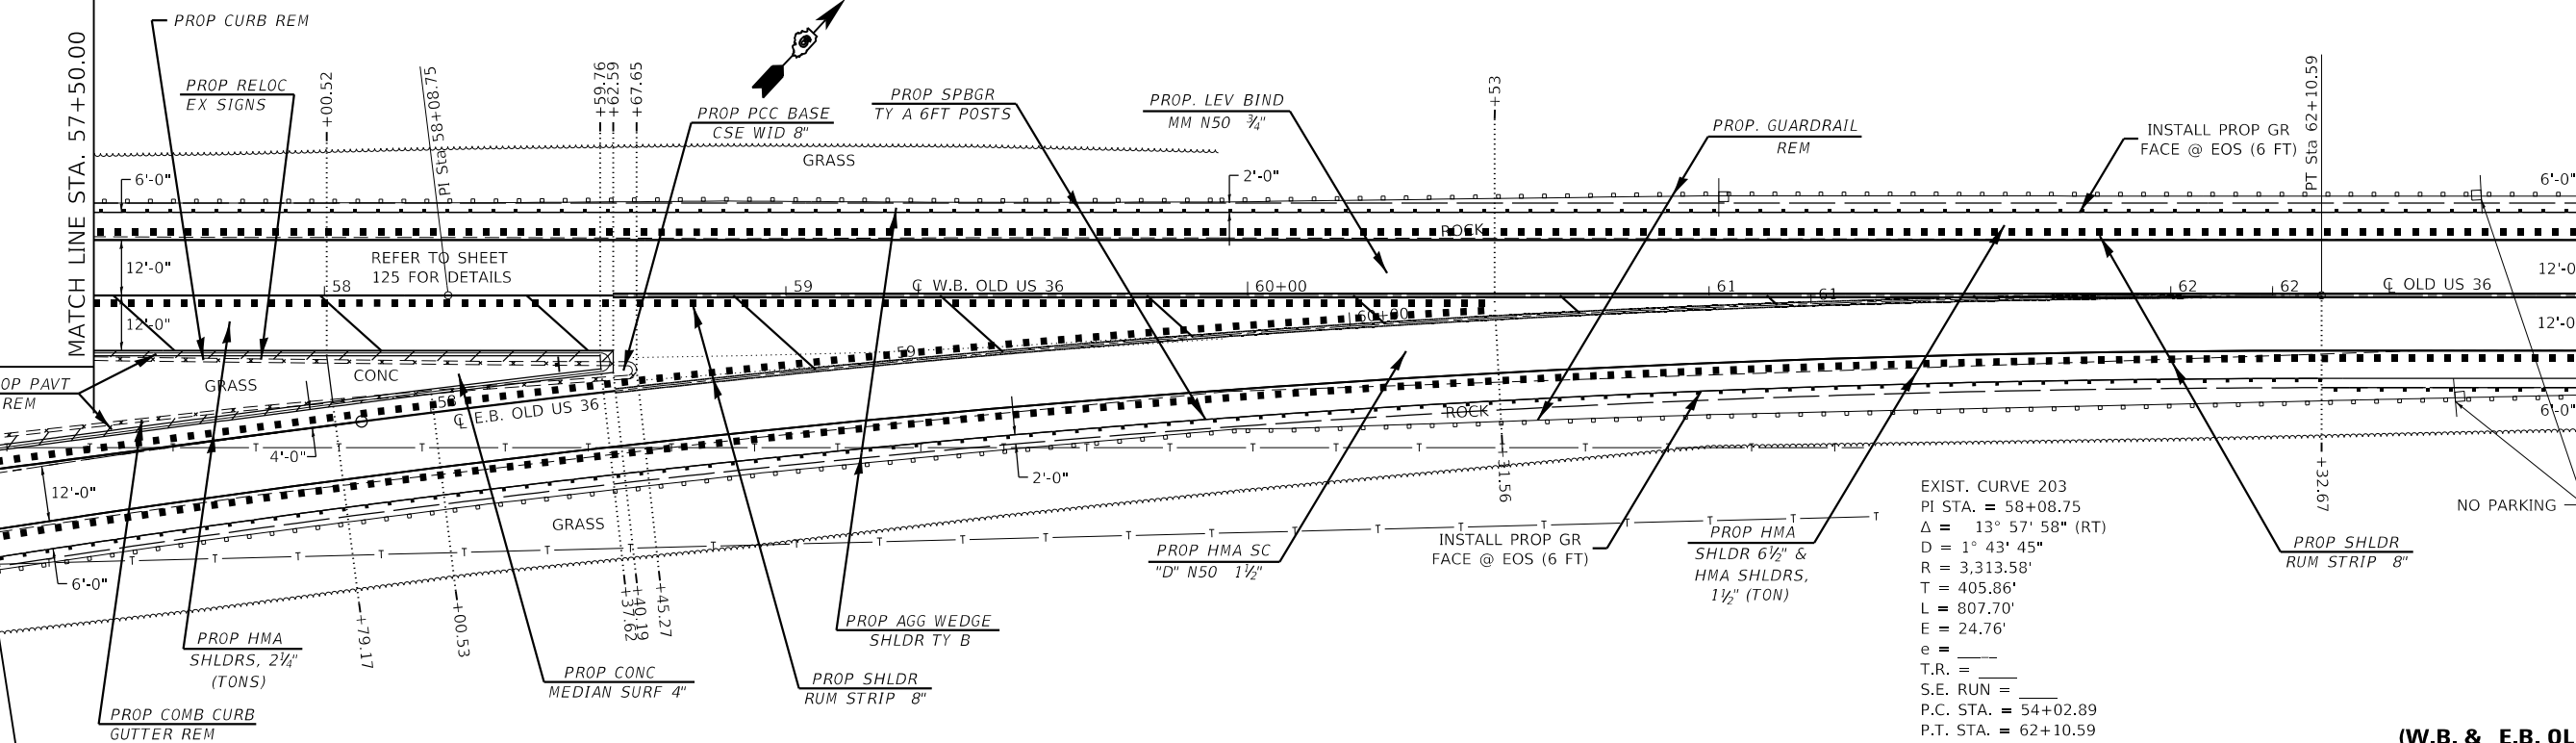 PROP CURB REM
MATCH LINE STA. 57+50.00
PROP RELOC
EX SIGNS
+00.52
PI Sta 58+08.75
+59.76
+62.59
+67.65
PROP PCC BASE
CSE WID 8"
PROP SPBGR
TY A 6FT POSTS
PROP. LEV BIND
MM N50 ¾"
+53
PROP. GUARDRAIL
REM
INSTALL PROP GR
FACE @ EOS (6 FT)
PT Sta 62+10.59
GRASS
6'-0"
2'-0"
6'-0"
ROCK
12'-0"
REFER TO SHEET
125 FOR DETAILS
58
59
℄ W.B. OLD US 36
60+00
61
61
62
62
℄ OLD US 36
12'-0"
60+00
59
GRASS
CONC
REM
58
℄ E.B. OLD US 36
ROCK
6'-0"
4'-0"
12'-0"
2'-0"
GRASS
6'-0"
+79.17
+00.53
+37.62
+40.19
+45.27
+32.67
NO PARKING
T T T T T T T T T T T T T T T T
T T T T T T T T T T T T T T T T T T T T T T
PROP HMA SC
"D" N50 1½"
INSTALL PROP GR
FACE @ EOS (6 FT)
PROP HMA
SHLDR 6½" &
HMA SHLDRS,
1½" (TON)
PROP SHLDR
RUM STRIP 8"
PROP HMA
SHLDRS, 2¼"
(TONS)
PROP COMB CURB
GUTTER REM
PROP CONC
MEDIAN SURF 4"
PROP SHLDR
RUM STRIP 8"
PROP AGG WEDGE
SHLDR TY B
EXIST. CURVE 203
PI STA. = 58+08.75
Δ = 13° 57' 58" (RT)
D = 1° 43' 45"
R = 3,313.58'
T = 405.86'
L = 807.70'
E = 24.76'
e = ____
T.R. = ____
S.E. RUN = ____
P.C. STA. = 54+02.89
P.T. STA. = 62+10.59
(W.B. & E.B. OL